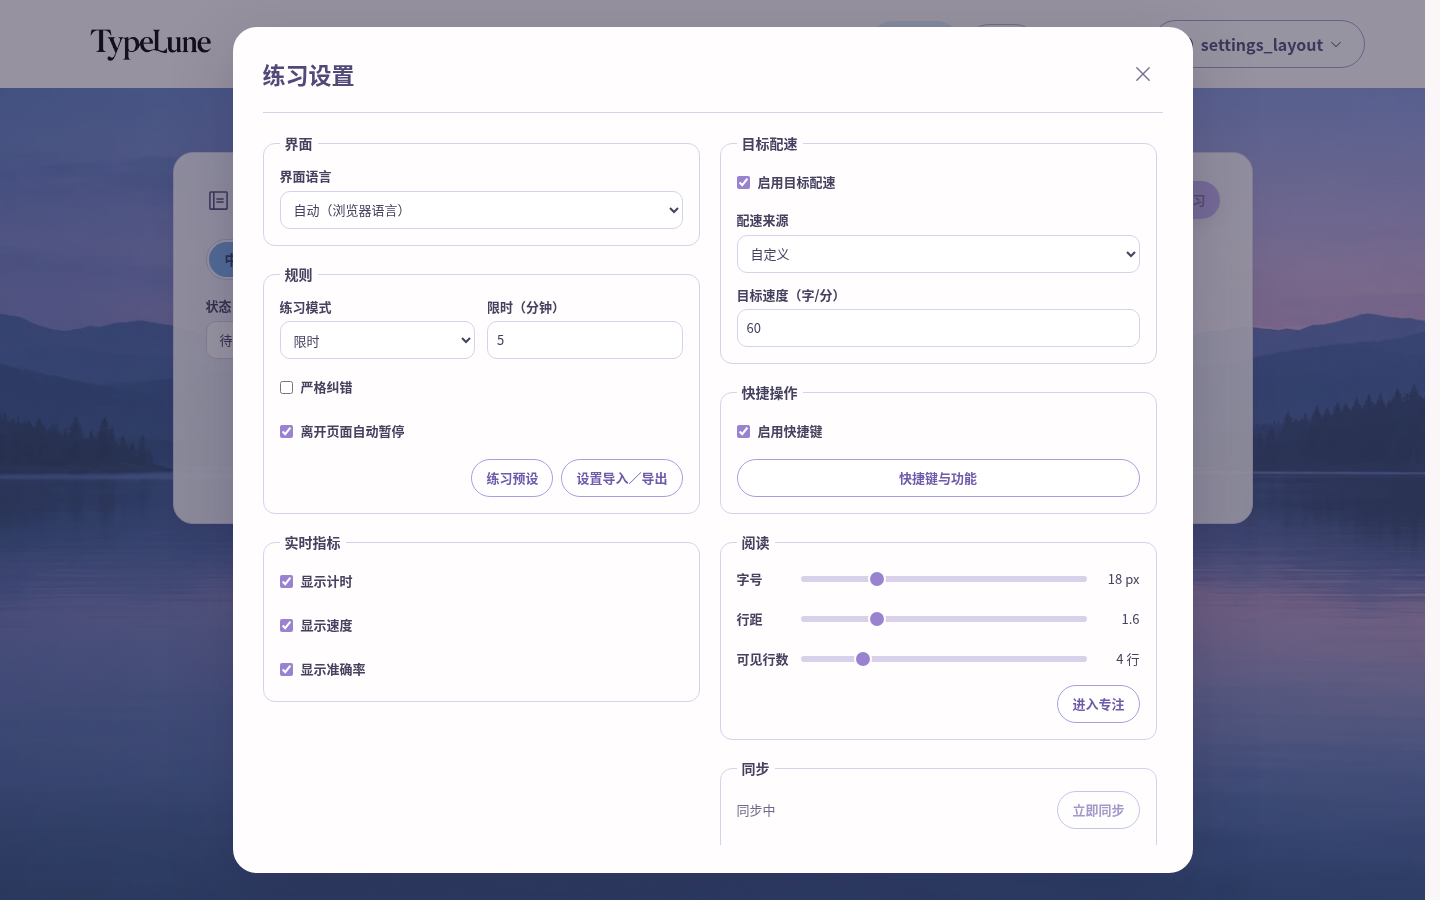 TypeLune
settings_layout
练习设置
界面
界面语言
自动（浏览器语言）
规则
练习模式
限时（分钟）
限时
5
严格纠错
离开页面自动暂停
练习预设
设置导入／导出
实时指标
显示计时
显示速度
显示准确率
目标配速
启用目标配速
配速来源
自定义
目标速度（字/分）
60
快捷操作
启用快捷键
快捷键与功能
阅读
字号
18 px
行距
1.6
可见行数
4 行
进入专注
同步
同步中
立即同步
状态
待
习